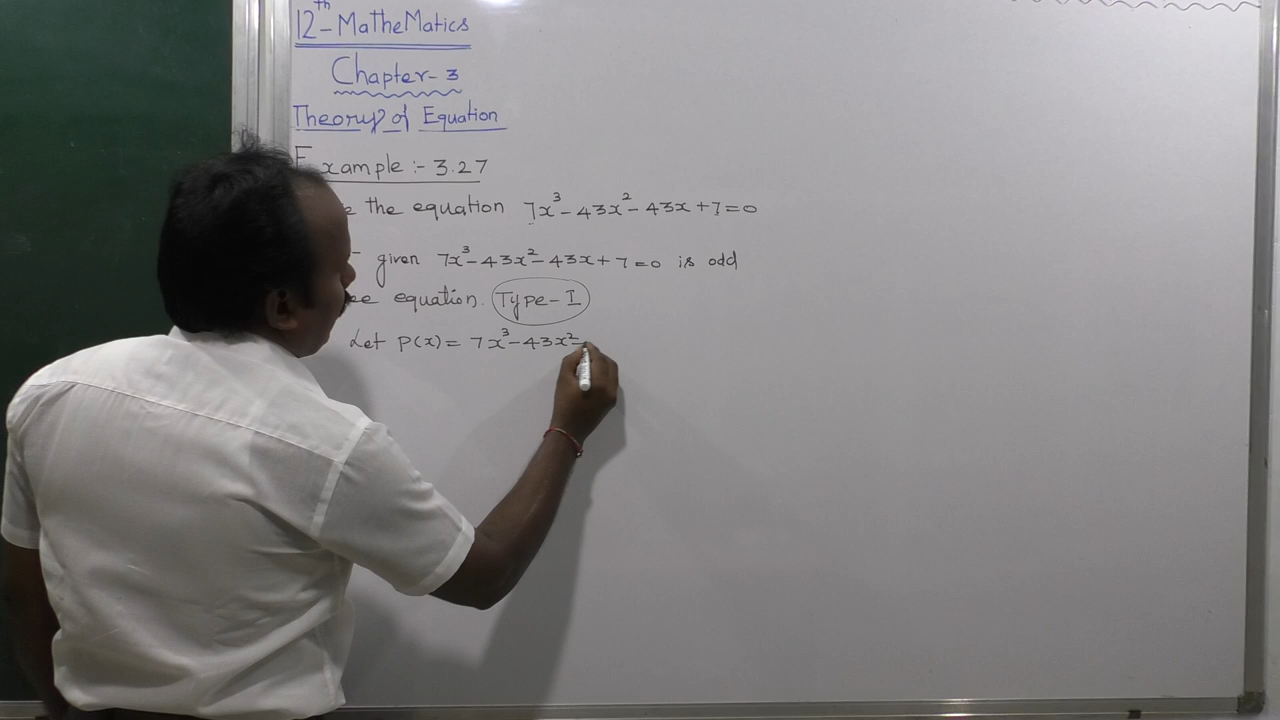 12th- MatheMatics
Chapter- 3
Theory of Equation
Example :- 3.27
the equation 7x³-43x²-43x+7=0
given 7x³-43x²-43x+7=0 is odd
equation. Type-I
Let P(x)= 7x³-43x²-